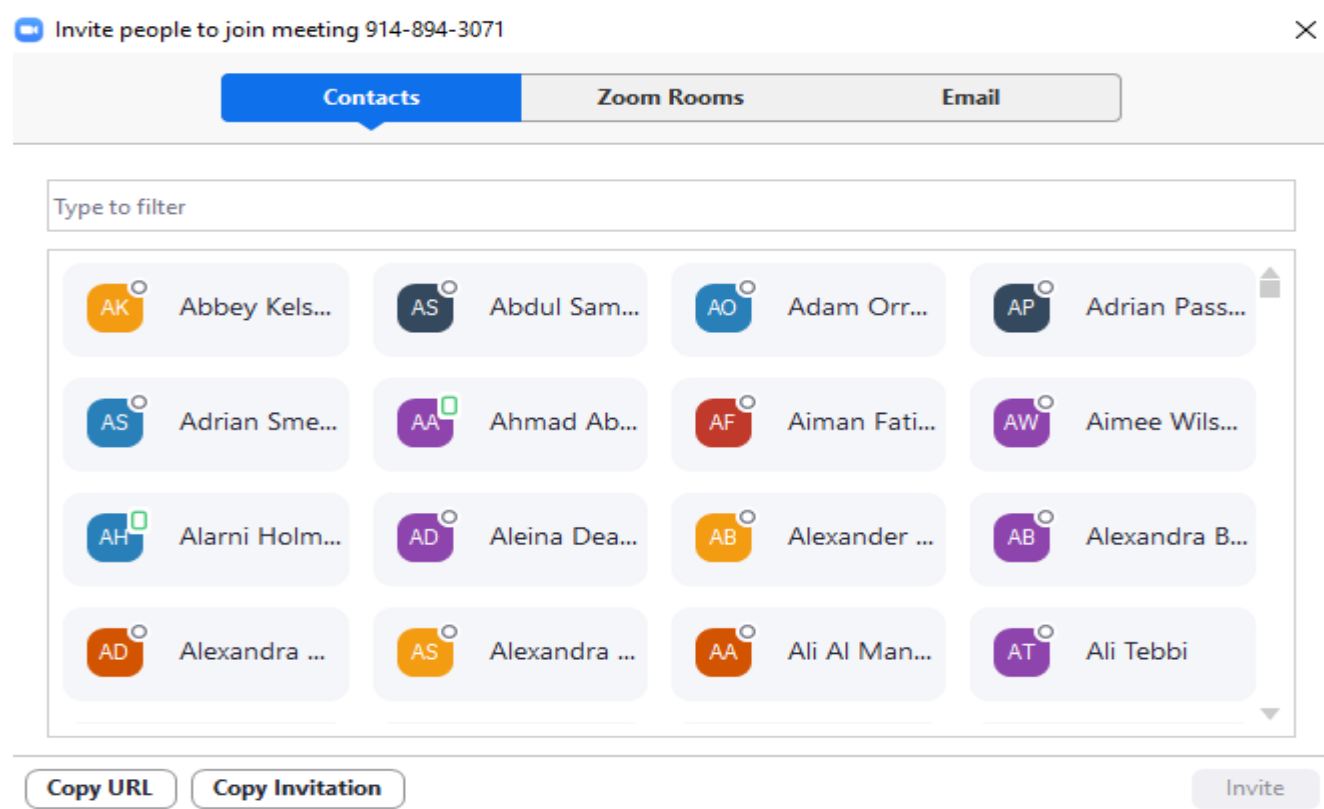 Invite people to join meeting 914-894-3071
Contacts Zoom Rooms Email
Type to filter
AK Abbey Kels... AS Abdul Sam... AO Adam Orr... AP Adrian Pass...
AS Adrian Sme... AA Ahmad Ab... AF Aiman Fati... AW Aimee Wils...
AH Alarni Holm... AD Aleina Dea... AB Alexander ... AB Alexandra B...
AD Alexandra ... AS Alexandra ... AA Ali Al Man... AT Ali Tebbi
Copy URL Copy Invitation Invite